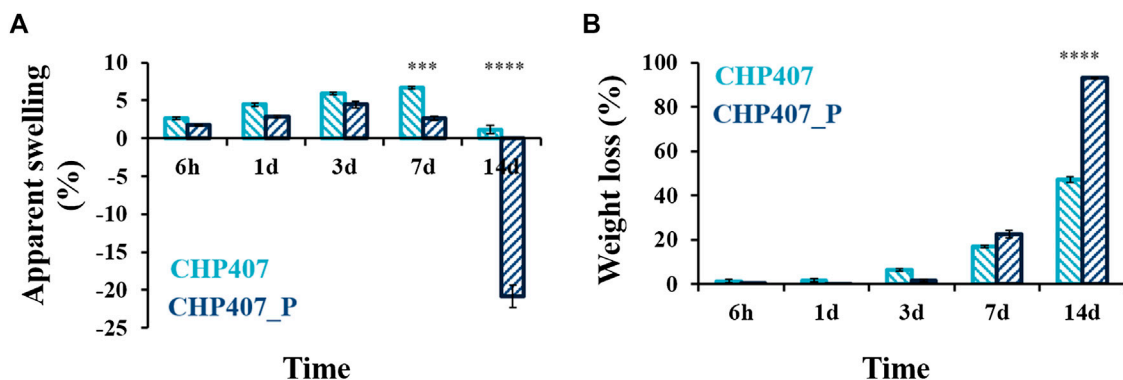 A
Apparent swelling
(%)
10
5
0
-5
-10
-15
-20
-25
*** ****
6h 1d 3d 7d 14d
CHP407
CHP407_P
Time
B
Weight loss (%)
100
80
60
40
20
0
****
CHP407
CHP407_P
6h 1d 3d 7d 14d
Time